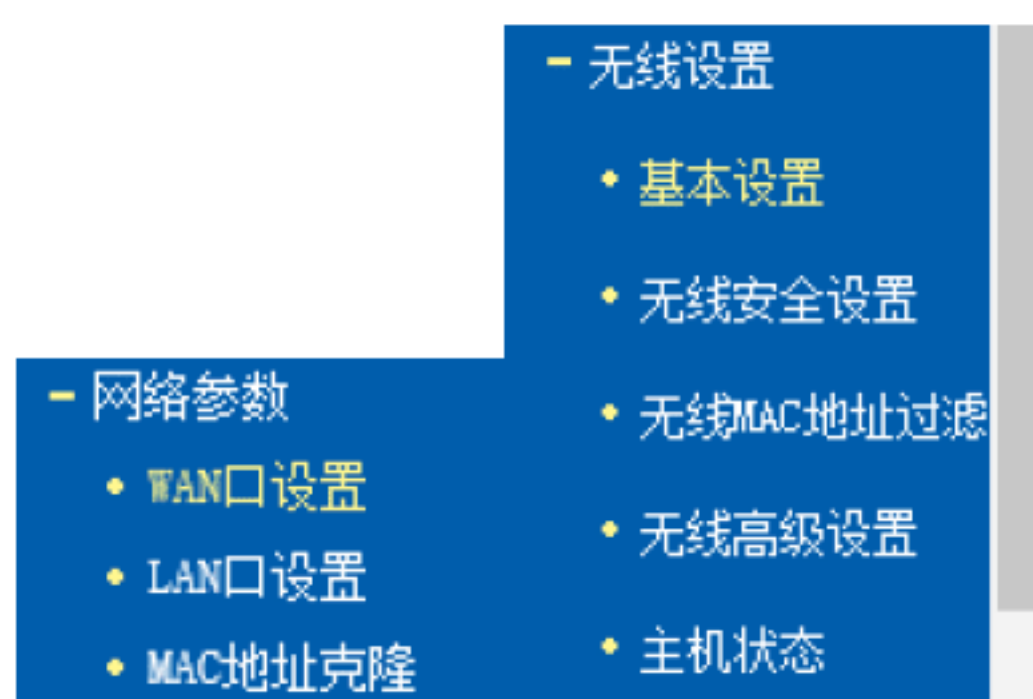 无线设置
基本设置
无线安全设置
无线MAC地址过滤
无线高级设置
主机状态
网络参数
WAN口设置
LAN口设置
MAC地址克隆